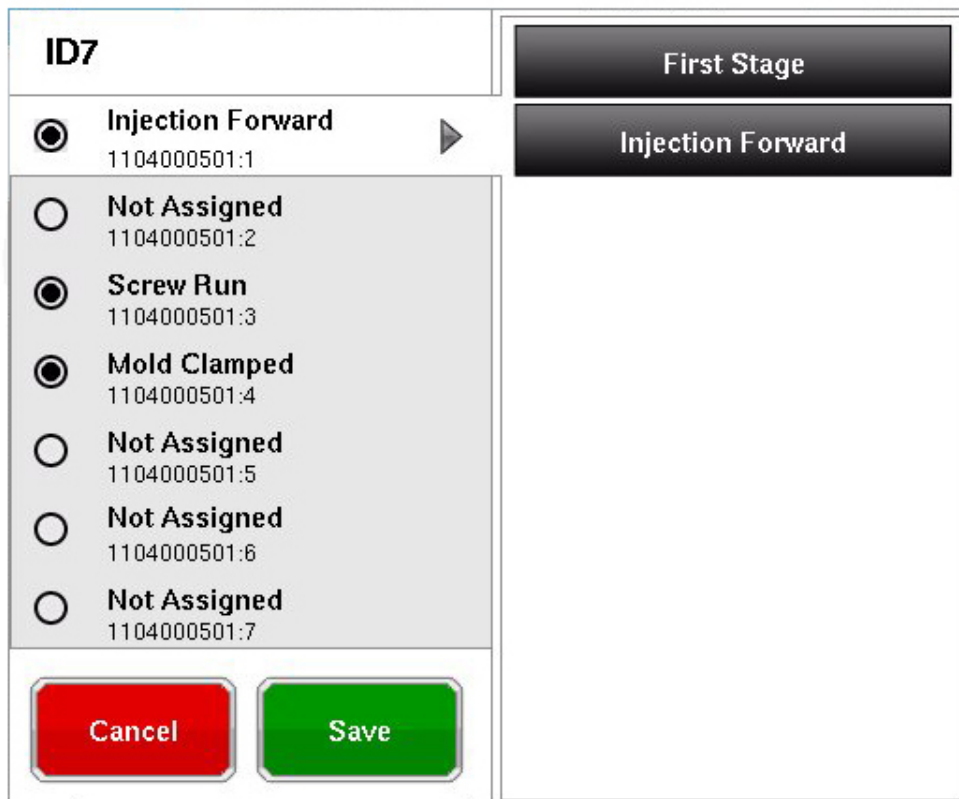 ID7
Injection Forward
1104000501:1
Not Assigned
1104000501:2
Screw Run
1104000501:3
Mold Clamped
1104000501:4
Not Assigned
1104000501:5
Not Assigned
1104000501:6
Not Assigned
1104000501:7
Cancel
Save
First Stage
Injection Forward